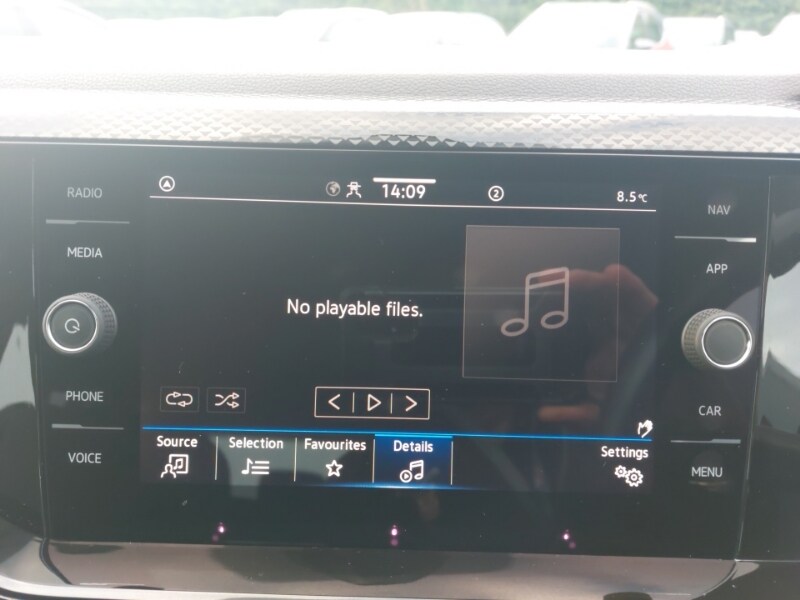 RADIO
MEDIA
PHONE
VOICE
14:09
2
8.5°C
No playable files.
Source
Selection
Favourites
Details
Settings
NAV
APP
CAR
MENU